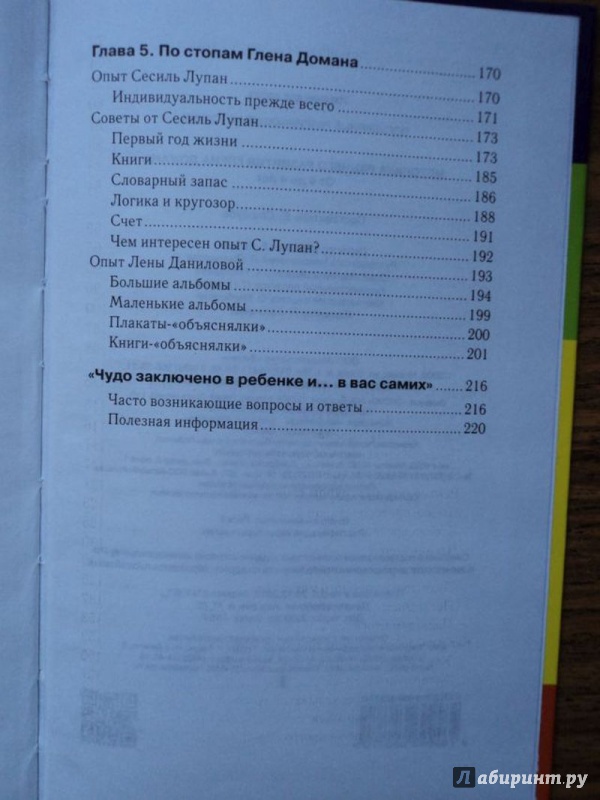 Глава 5. По стопам Глена Домана ........ 170
Опыт Сесиль Лупан ........ 170
Индивидуальность прежде всего ........ 171
Советы от Сесиль Лупан ........ 173
Первый год жизни ........ 173
Книги ........ 185
Словарный запас ........ 186
Логика и кругозор ........ 188
Счет ........ 191
Чем интересен опыт С. Лупан? ........ 192
Опыт Лены Даниловой ........ 193
Большие альбомы ........ 194
Маленькие альбомы ........ 199
Плакаты-«объяснялки» ........ 200
Книги-«объяснялки» ........ 201
«Чудо заключено в ребенке и... в вас самих» ........ 216
Часто возникающие вопросы и ответы ........ 216
Полезная информация ........ 220
Лабиринт.ру